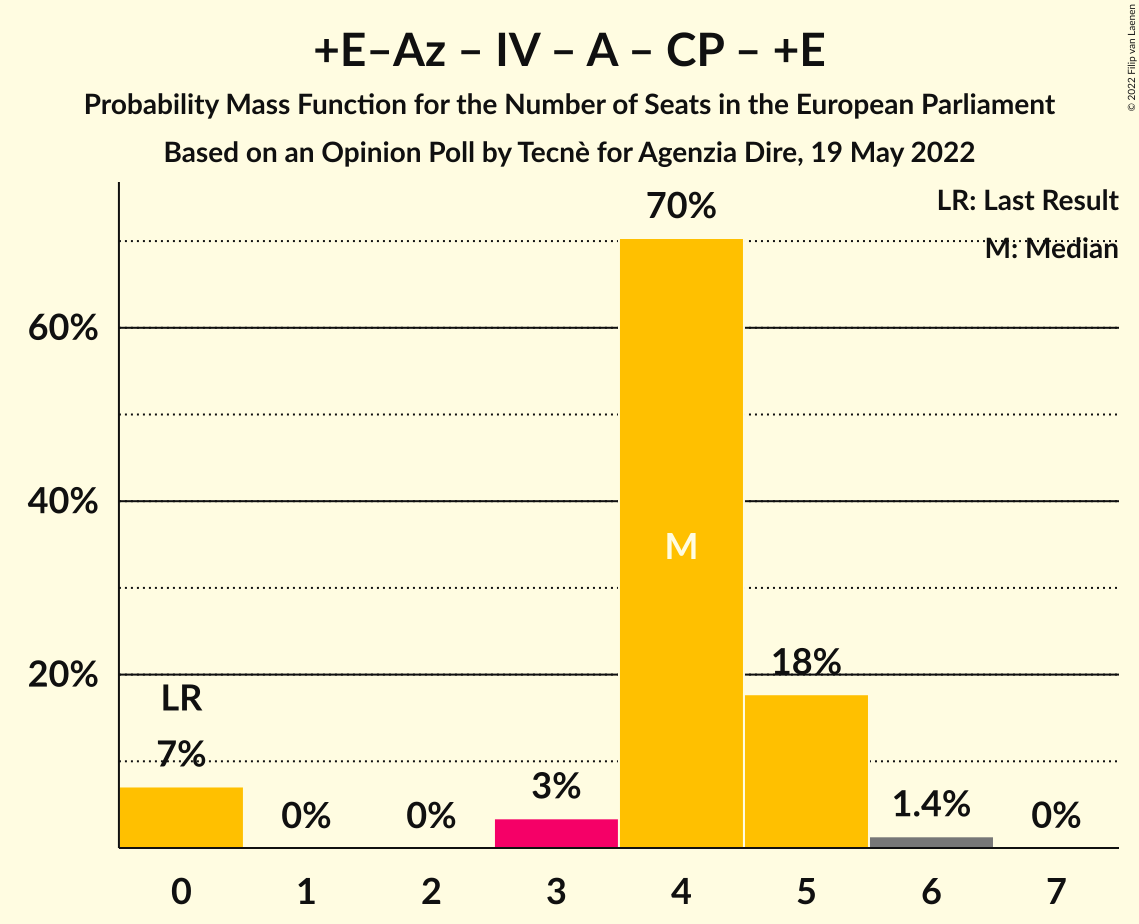 +E–Az – IV – A – CP – +E
Probability Mass Function for the Number of Seats in the European Parliament
Based on an Opinion Poll by Tecnè for Agenzia Dire, 19 May 2022
© 2022 Filip van Laenen
LR: Last Result
M: Median
70%
60%
40%
M
20%
18%
LR
7%
0%
0%
3%
1.4%
0%
0 1 2 3 4 5 6 7